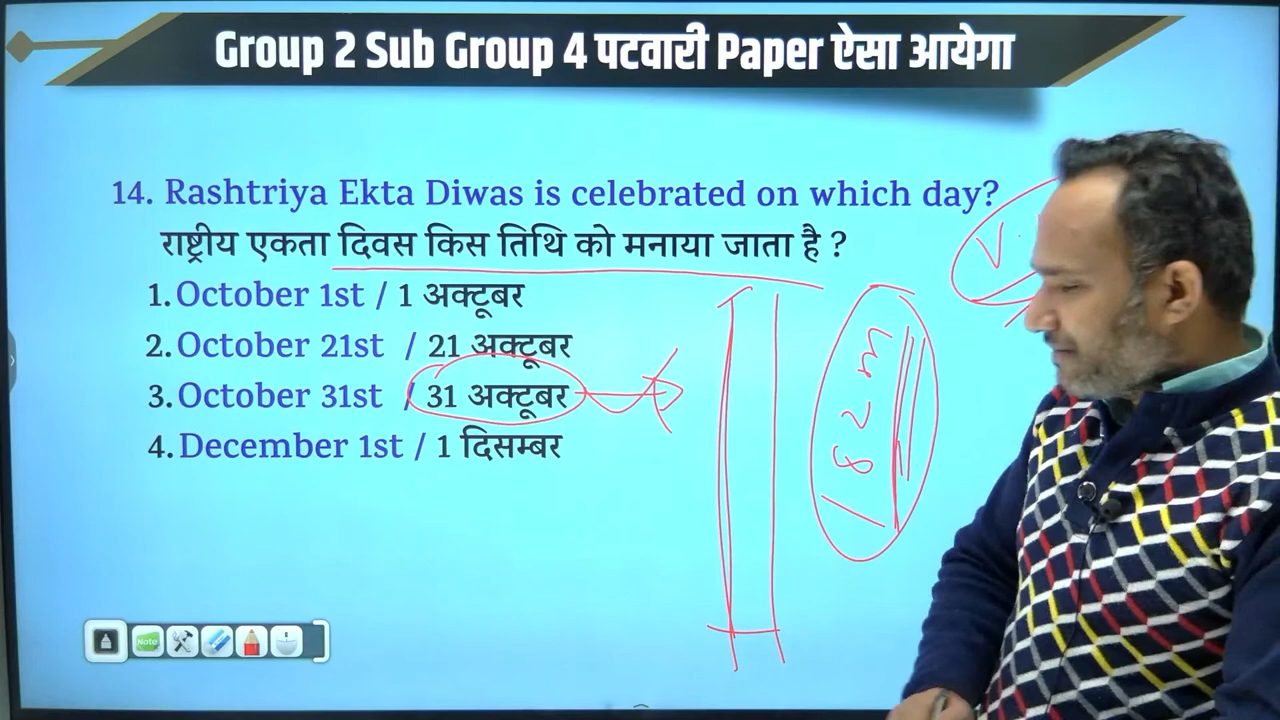 Group 2 Sub Group 4 पटवारी Paper ऐसा आयेगा
14. Rashtriya Ekta Diwas is celebrated on which day?
राष्ट्रीय एकता दिवस किस तिथि को मनाया जाता है ?
1. October 1st / 1 अक्टूबर
2. October 21st / 21 अक्टूबर
3. October 31st / 31 अक्टूबर
4. December 1st / 1 दिसम्बर
182 m
Note